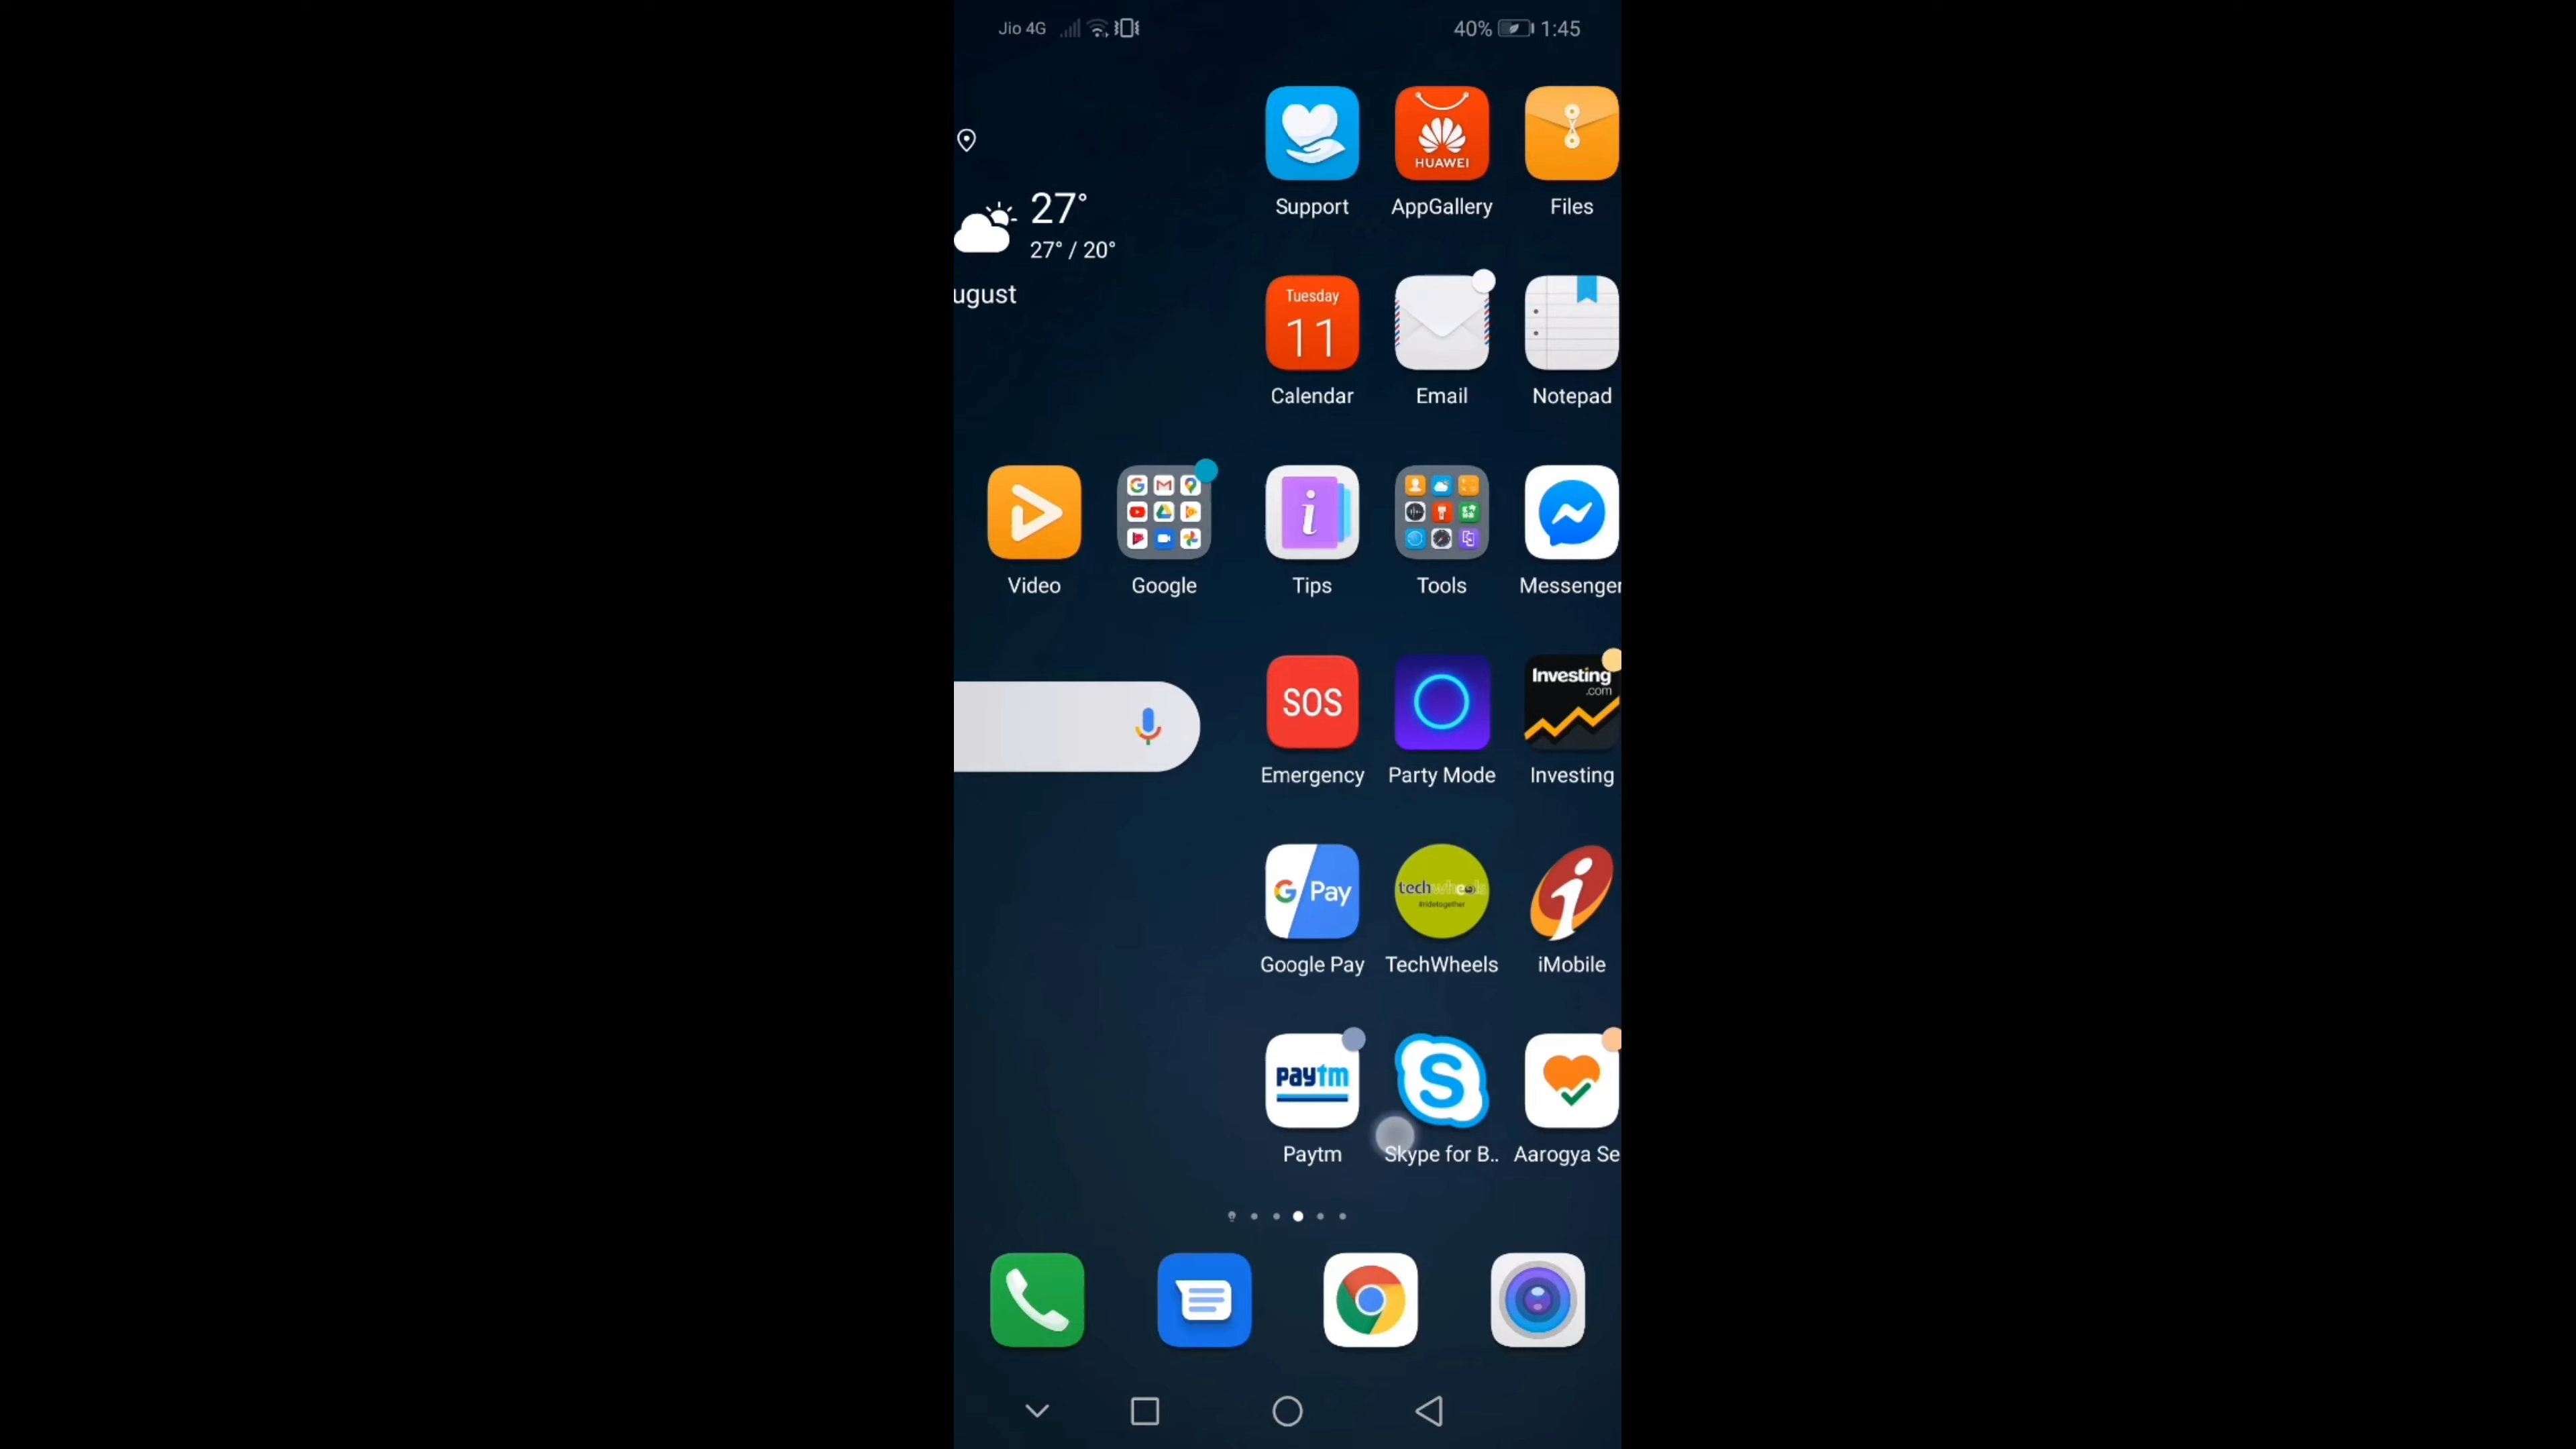 Jio 4G
40% 1:45
27°
27° / 20°
ugust
HUAWEI
Support AppGallery Files
Tuesday
11
Calendar Email Notepad
i
Video Google Tips Tools Messenger
SOS
Investing
.com
Emergency Party Mode Investing
G Pay
techwheels
#ridetogether
Google Pay TechWheels iMobile
paytm
S
Paytm Skype for B.. Aarogya Se